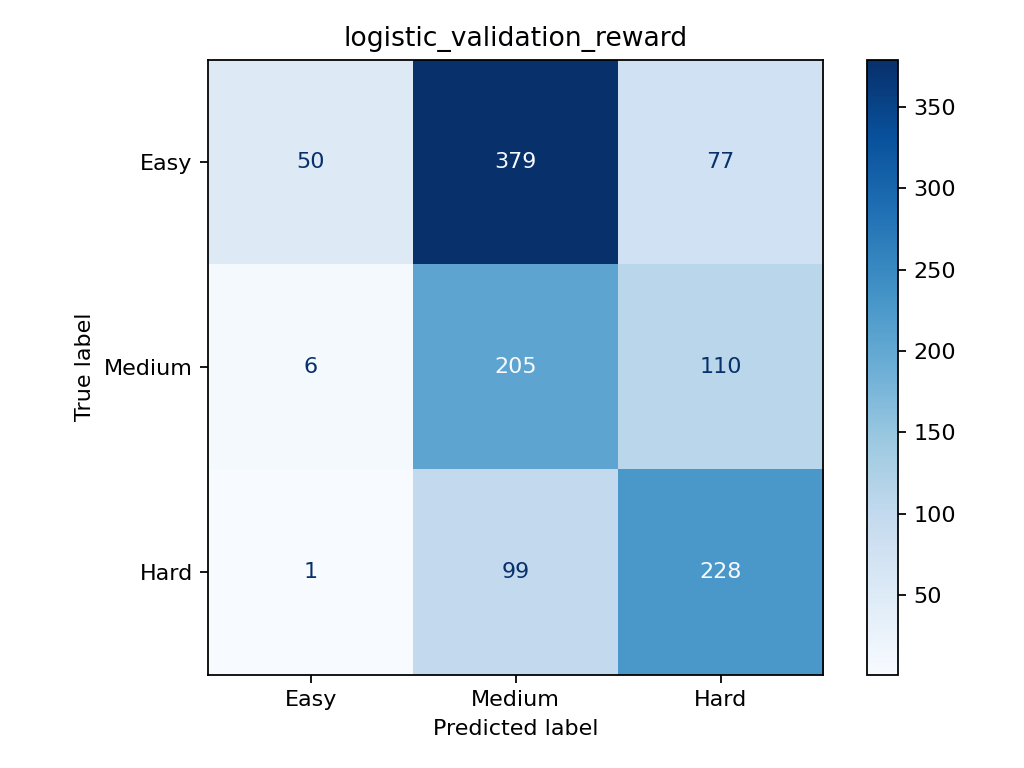 logistic_validation_reward
True label
Easy 50 379 77
Medium 6 205 110
Hard 1 99 228
Easy Medium Hard
Predicted label
350
300
250
200
150
100
50